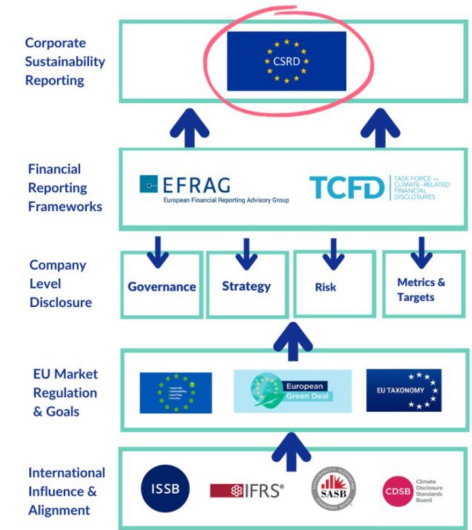 Corporate
Sustainability
Reporting
CSRD
Financial
Reporting
Frameworks
EFRAG
European Financial Reporting Advisory Group
TCFD
TASK FORCE ON
CLIMATE-RELATED
FINANCIAL
DISCLOSURES
Company
Level
Disclosure
Governance
Strategy
Risk
Metrics &
Targets
EU Market
Regulation
& Goals
European
Green Deal
EU TAXONOMY
International
Influence &
Alignment
ISSB
IFRS®
SASB
CDSB
Climate
Disclosure
Standards
Board